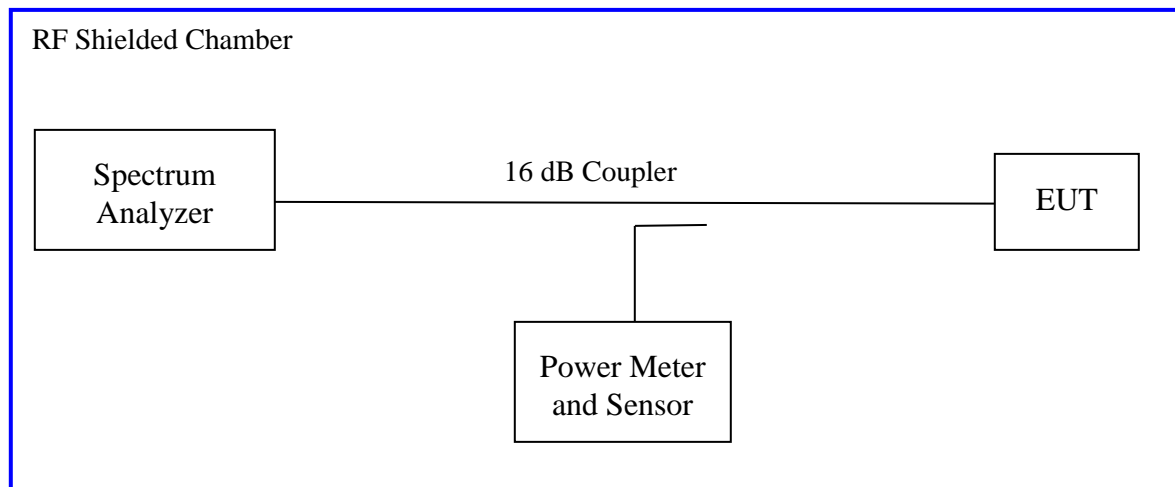 RF Shielded Chamber
Spectrum
Analyzer
16 dB Coupler
EUT
Power Meter
and Sensor